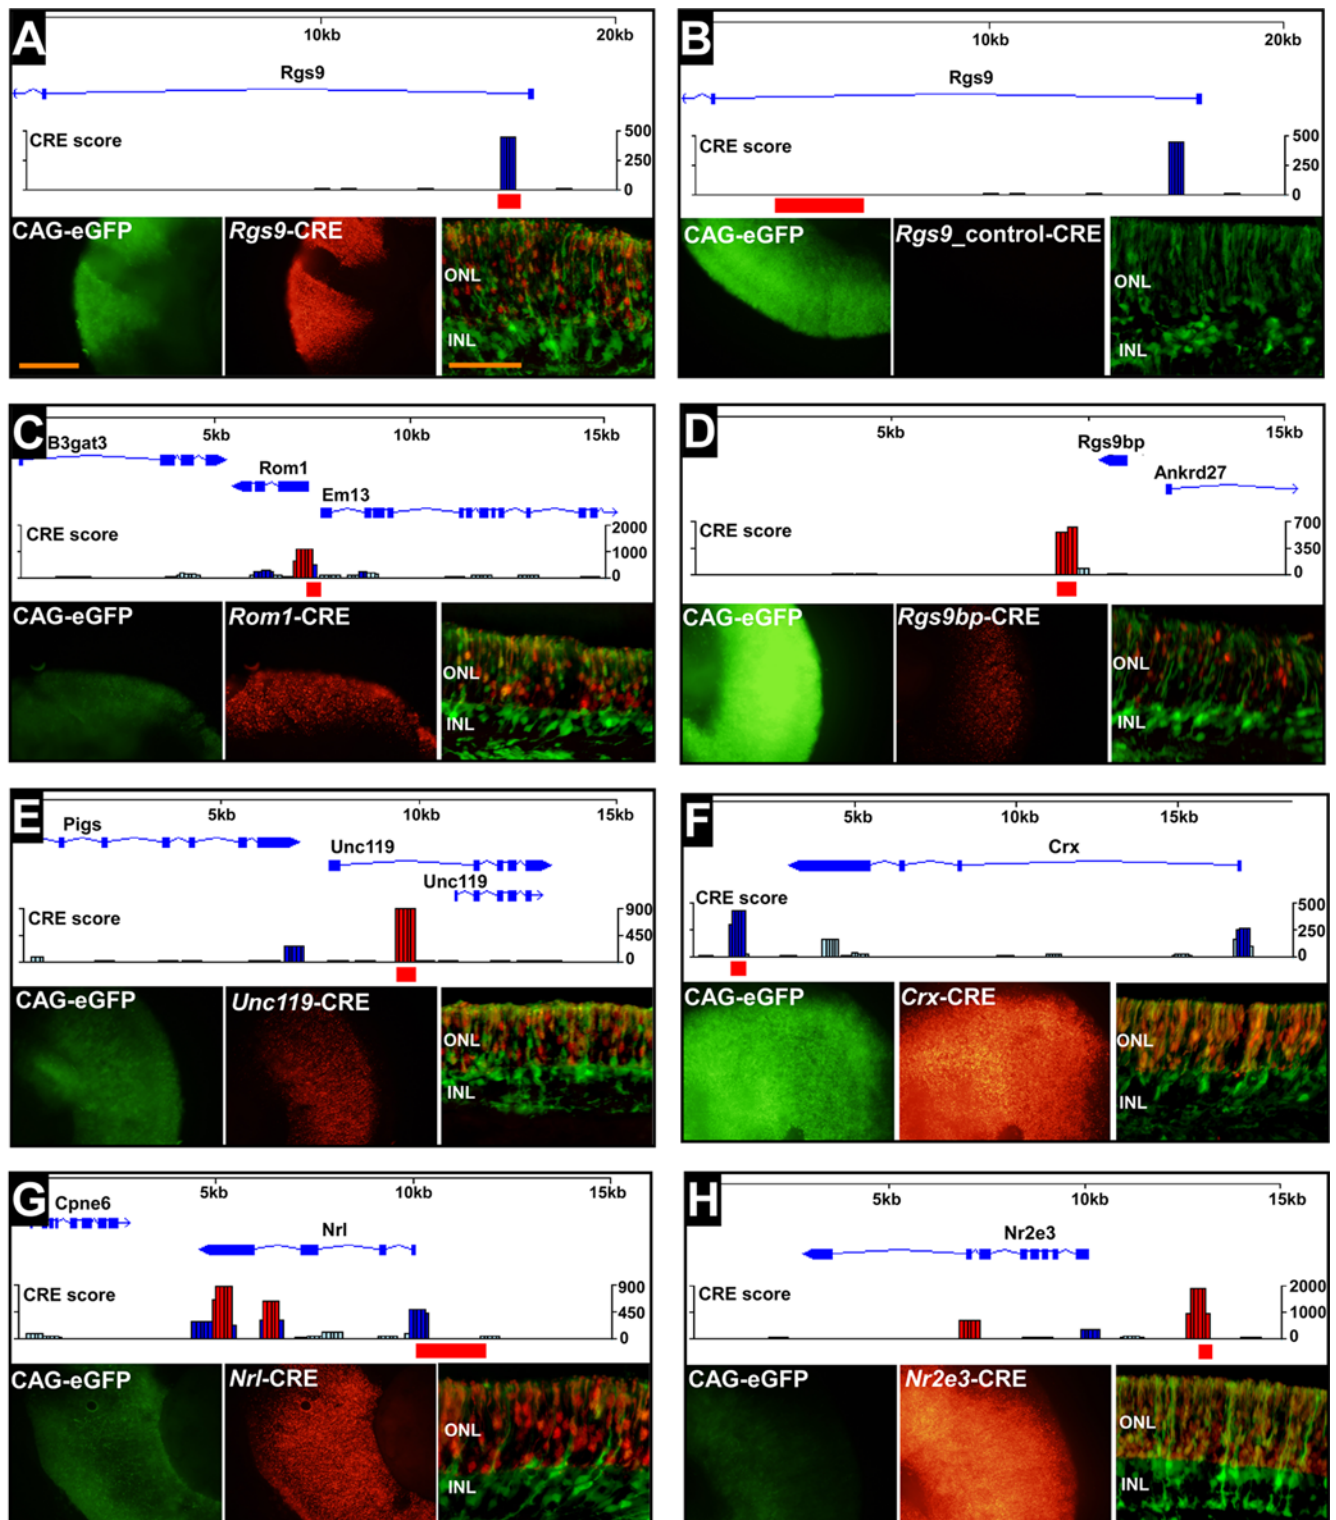 A
10kb 20kb
Rgs9
CRE score
500
250
0
CAG-eGFP Rgs9-CRE
ONL
INL
B
10kb 20kb
Rgs9
CRE score
500
250
0
CAG-eGFP Rgs9_control-CRE
ONL
INL
C
5kb 10kb 15kb
B3gat3
Rom1
Em13
CRE score
2000
1000
0
CAG-eGFP Rom1-CRE
ONL
INL
D
5kb 15kb
Rgs9bp
Ankrd27
CRE score
700
350
0
CAG-eGFP Rgs9bp-CRE
ONL
INL
E
5kb 10kb 15kb
Pigs
Unc119
Unc119
CRE score
900
450
0
CAG-eGFP Unc119-CRE
ONL
INL
F
5kb 10kb 15kb
Crx
CRE score
500
250
0
CAG-eGFP Crx-CRE
ONL
INL
G
5kb 10kb 15kb
Cpne6
Nrl
CRE score
900
450
0
CAG-eGFP Nrl-CRE
ONL
INL
H
5kb 10kb 15kb
Nr2e3
CRE score
2000
1000
0
CAG-eGFP Nr2e3-CRE
ONL
INL